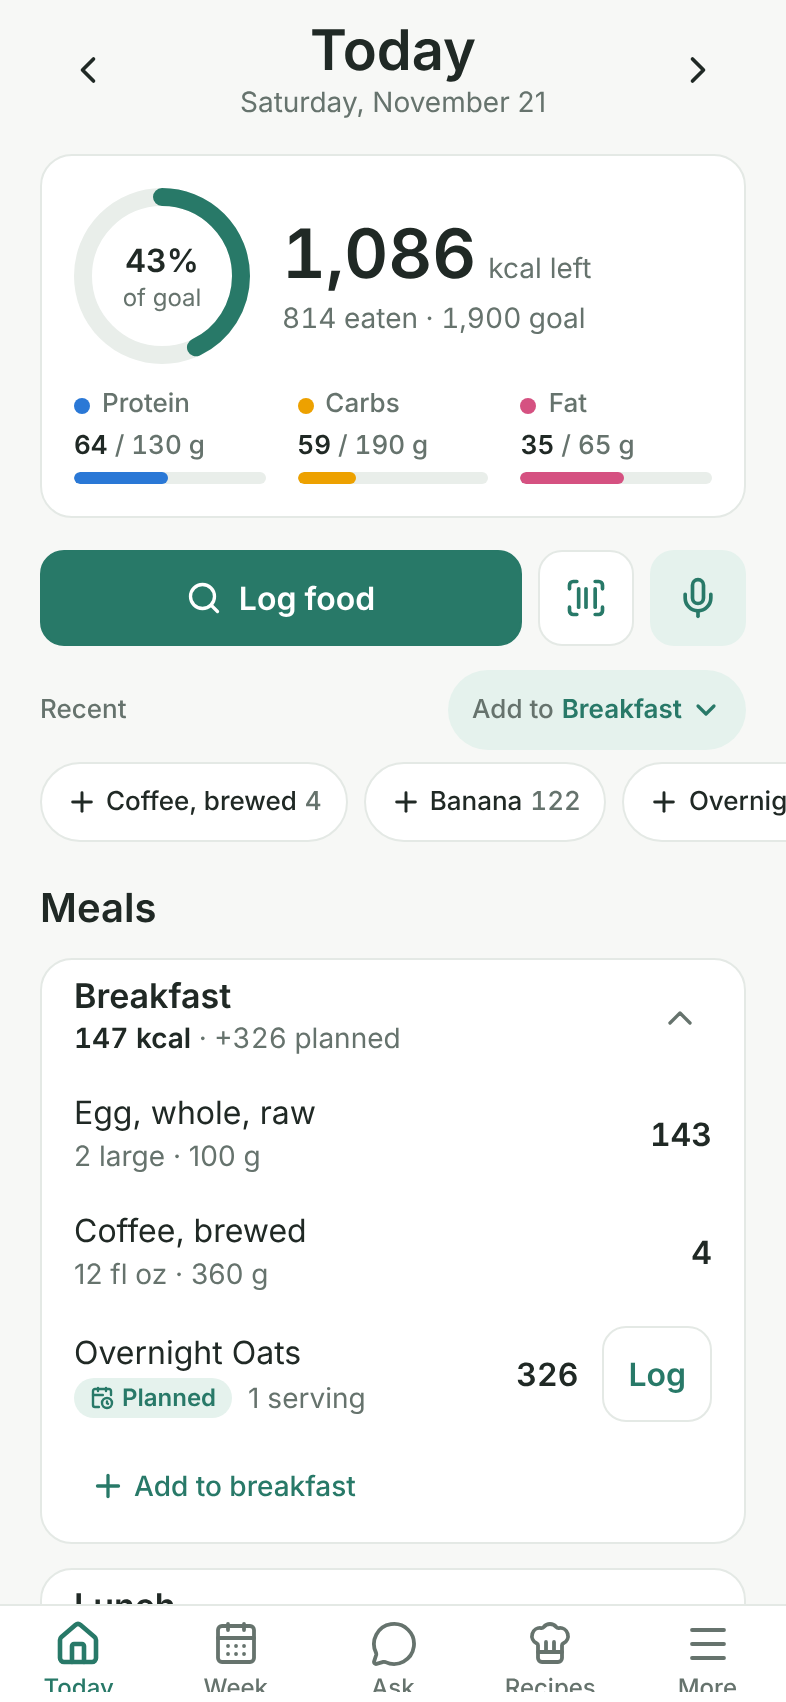 Today
Saturday, November 21
43%
of goal
1,086 kcal left
814 eaten · 1,900 goal
Protein
64 / 130 g
Carbs
59 / 190 g
Fat
35 / 65 g
Log food
Recent
Add to Breakfast
Coffee, brewed 4
Banana 122
Overnig
Meals
Breakfast
147 kcal · +326 planned
Egg, whole, raw
2 large · 100 g
143
Coffee, brewed
12 fl oz · 360 g
4
Overnight Oats
Planned 1 serving
326
Log
+ Add to breakfast
Lunch
Today
Week
Ask
Recipes
More